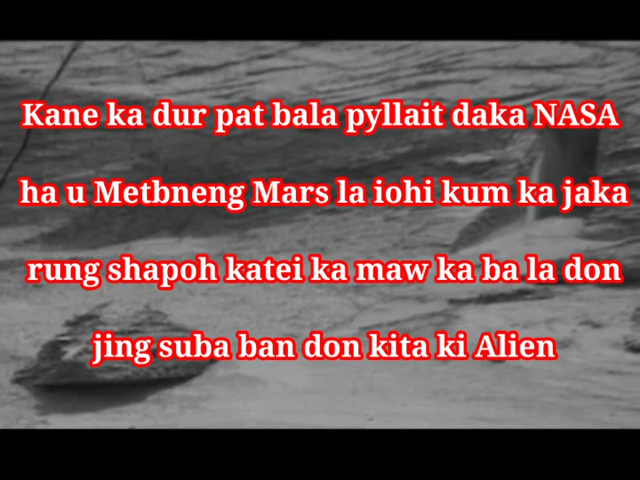 Kane ka dur pat bala pyllait daka NASA
ha u Metbneng Mars la iohi kum ka jaka
rung shapoh katei ka maw ka ba la don
jing suba ban don kita ki Alien